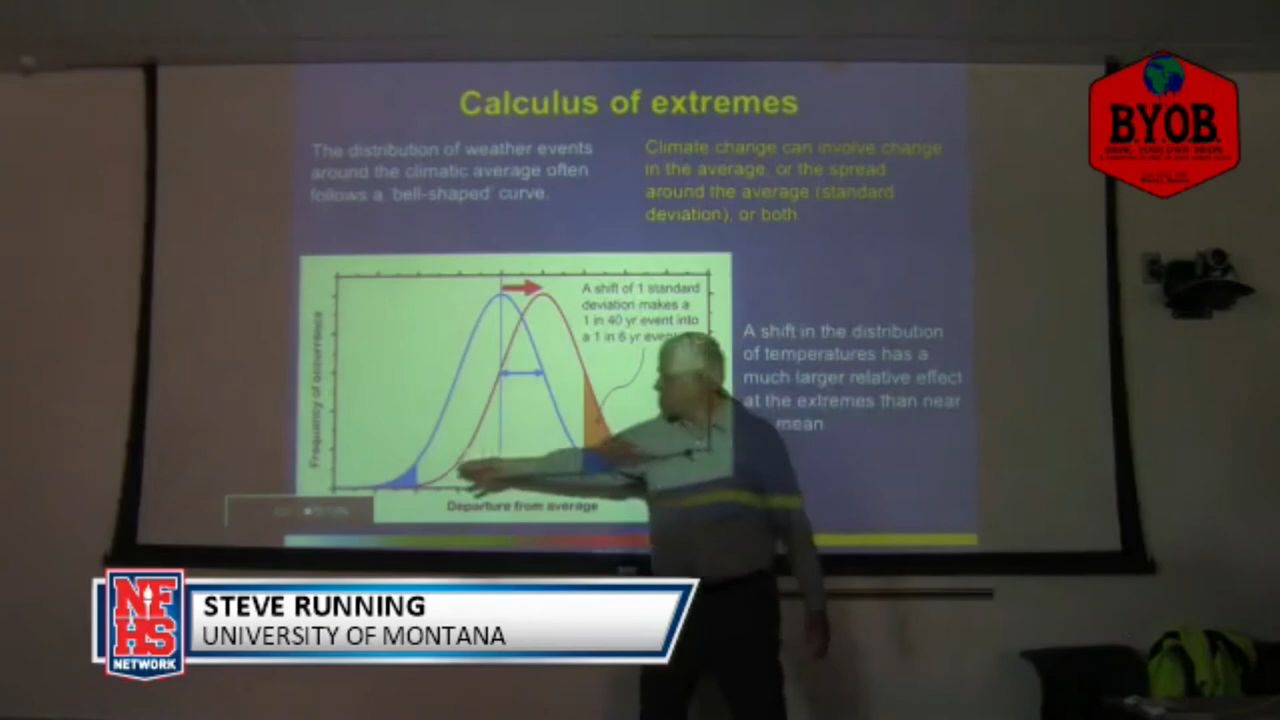 Calculus of extremes
The distribution of weather events
around the climatic average often
follows a 'bell-shaped' curve.
Climate change can involve change
in the average, or the spread
around the average (standard
deviation), or both
A shift of 1 standard
deviation makes a
1 in 40 yr event into
a 1 in 6 yr
Frequency of occurrence
Departure from average
A shift in the distribution
of temperatures has a
much larger relative effect
at the extremes than near
mean
B.Y.O.B.
NF
HS
NETWORK
STEVE RUNNING
UNIVERSITY OF MONTANA